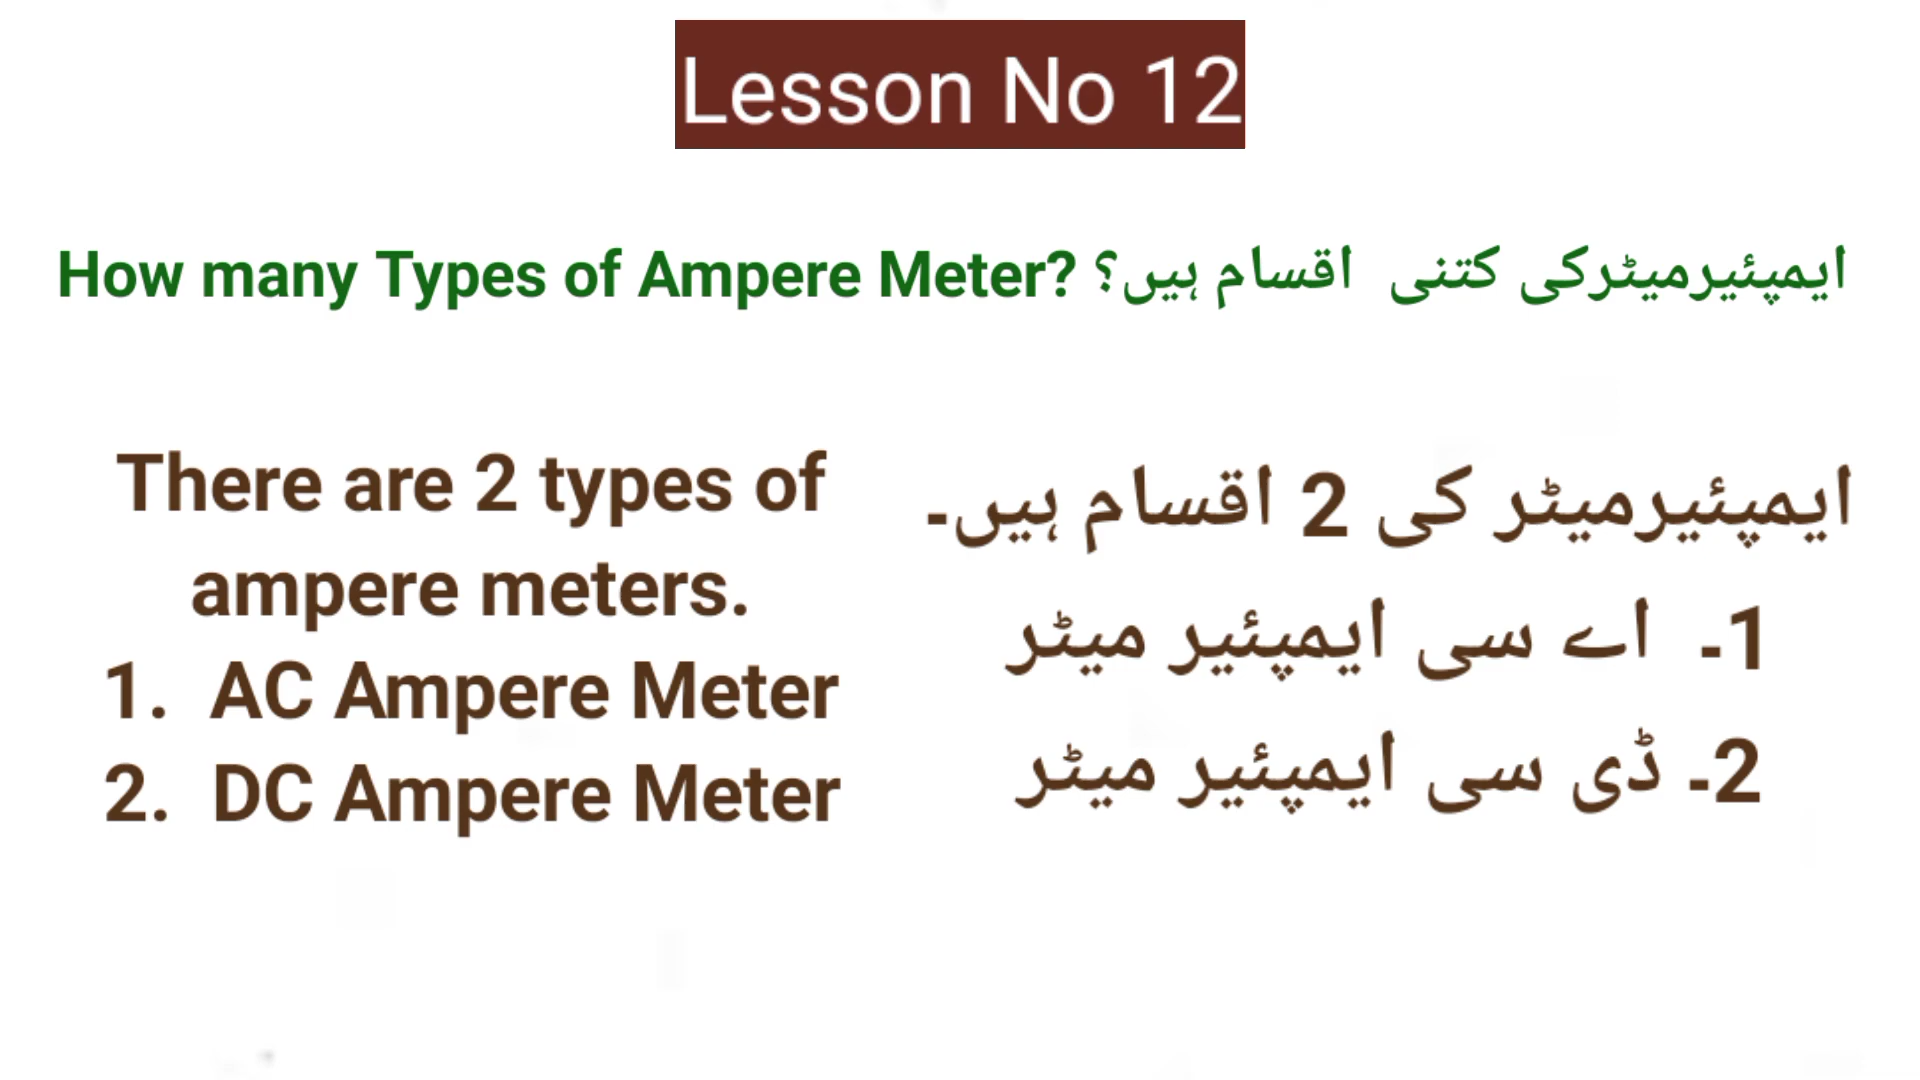 Lesson No 12
How many Types of Ampere Meter? ایمپئیرمیٹرکی کتنی اقسام ہیں؟
There are 2 types of
ampere meters.
1. AC Ampere Meter
2. DC Ampere Meter
ایمپئیرمیٹر کی 2 اقسام ہیں۔
1۔ اے سی ایمپئیر میٹر
2۔ ڈی سی ایمپئیر میٹر